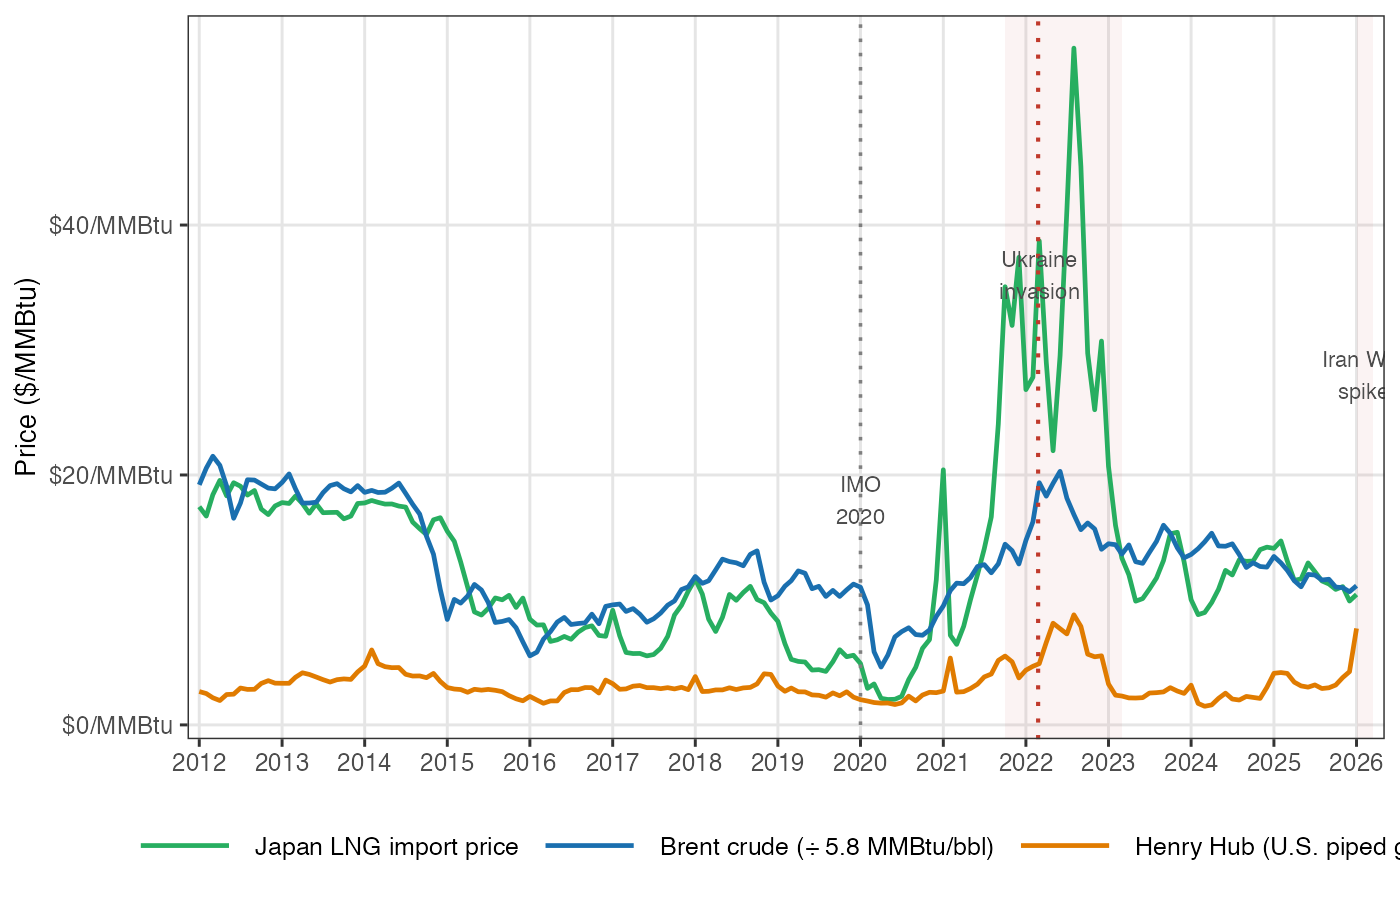 Price ($/MMBtu)
$40/MMBtu
$20/MMBtu
$0/MMBtu
Ukraine
invasion
Iran W
spike
IMO
2020
2012 2013 2014 2015 2016 2017 2018 2019 2020 2021 2022 2023 2024 2025 2026
Japan LNG import price Brent crude (÷ 5.8 MMBtu/bbl) Henry Hub (U.S. piped g